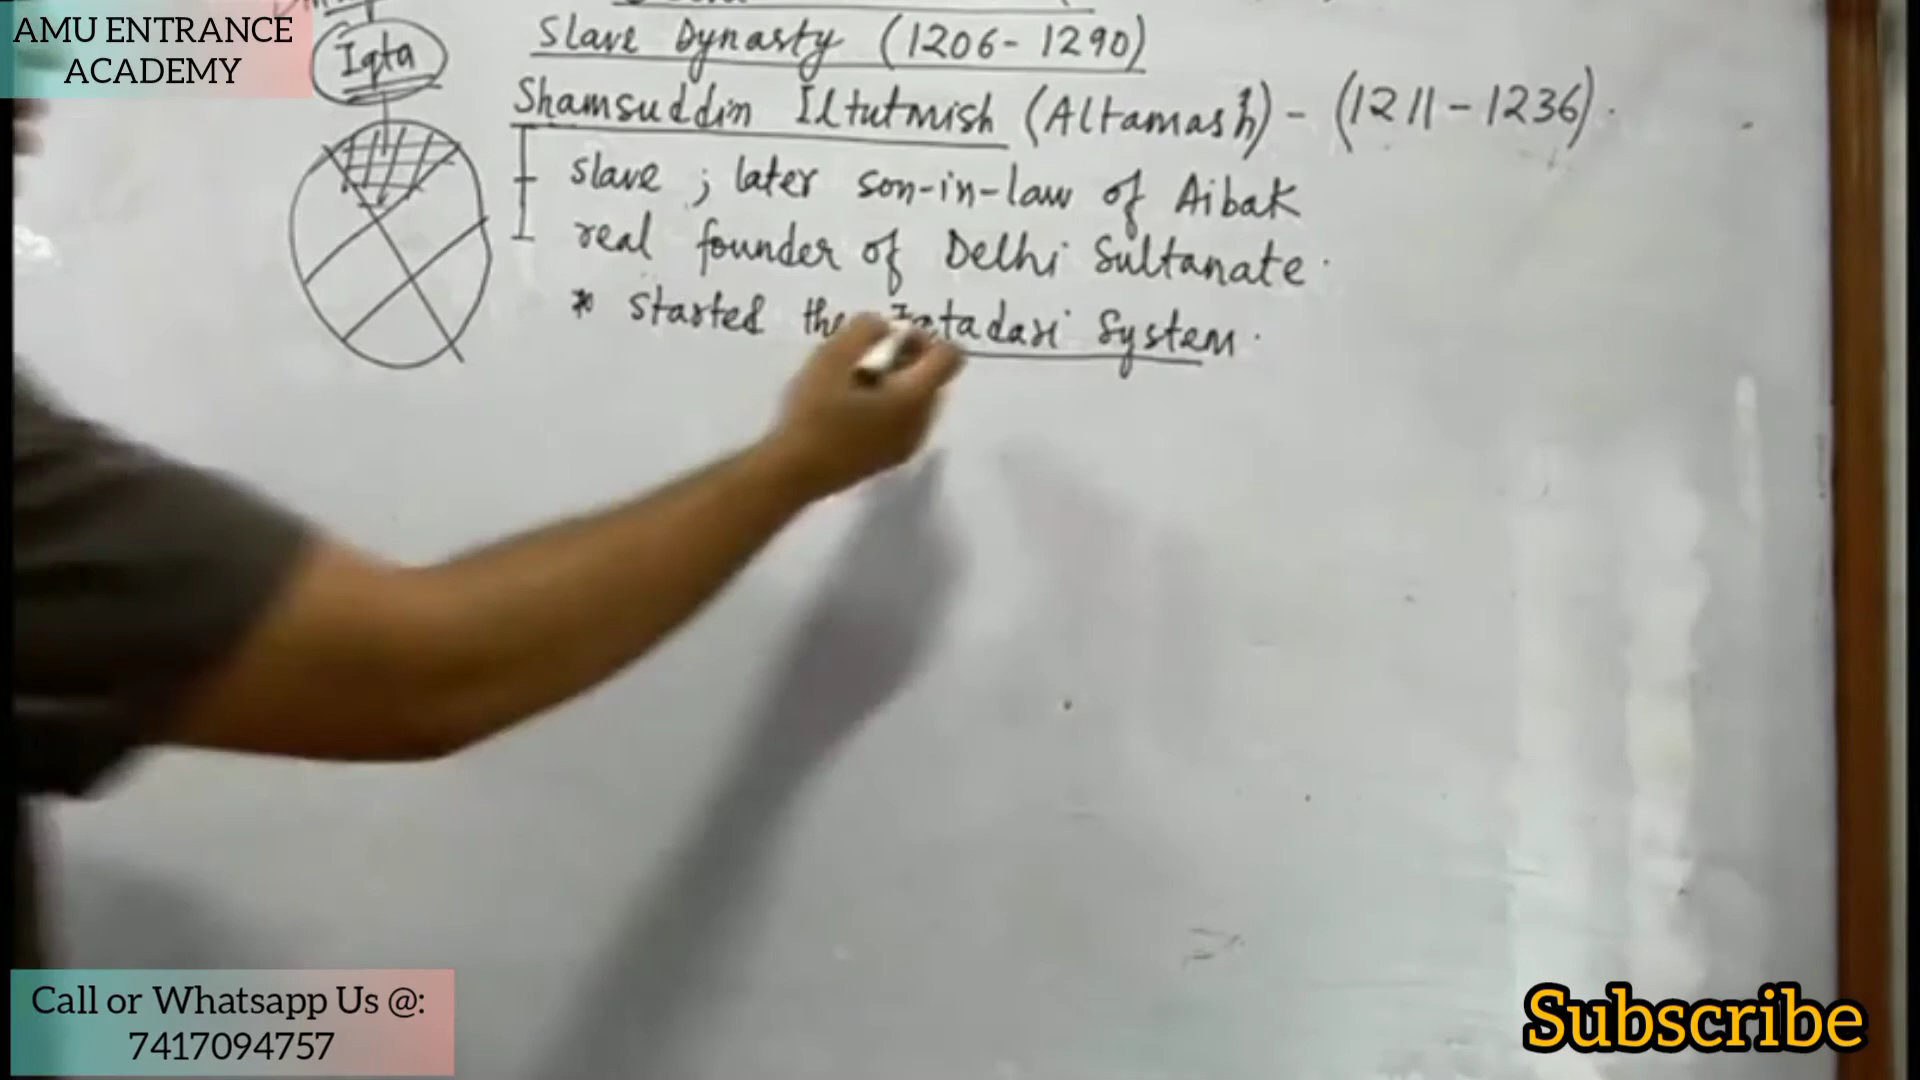 AMU ENTRANCE
ACADEMY
Iqta
Slave Dynasty (1206-1290)
Shamsuddin Iltutmish (Altamash) - (1211-1236).
slave ; later son-in-law of Aibak
real founder of Delhi Sultanate.
* started the Iqtadari System.
Call or Whatsapp Us @:
7417094757
Subscribe